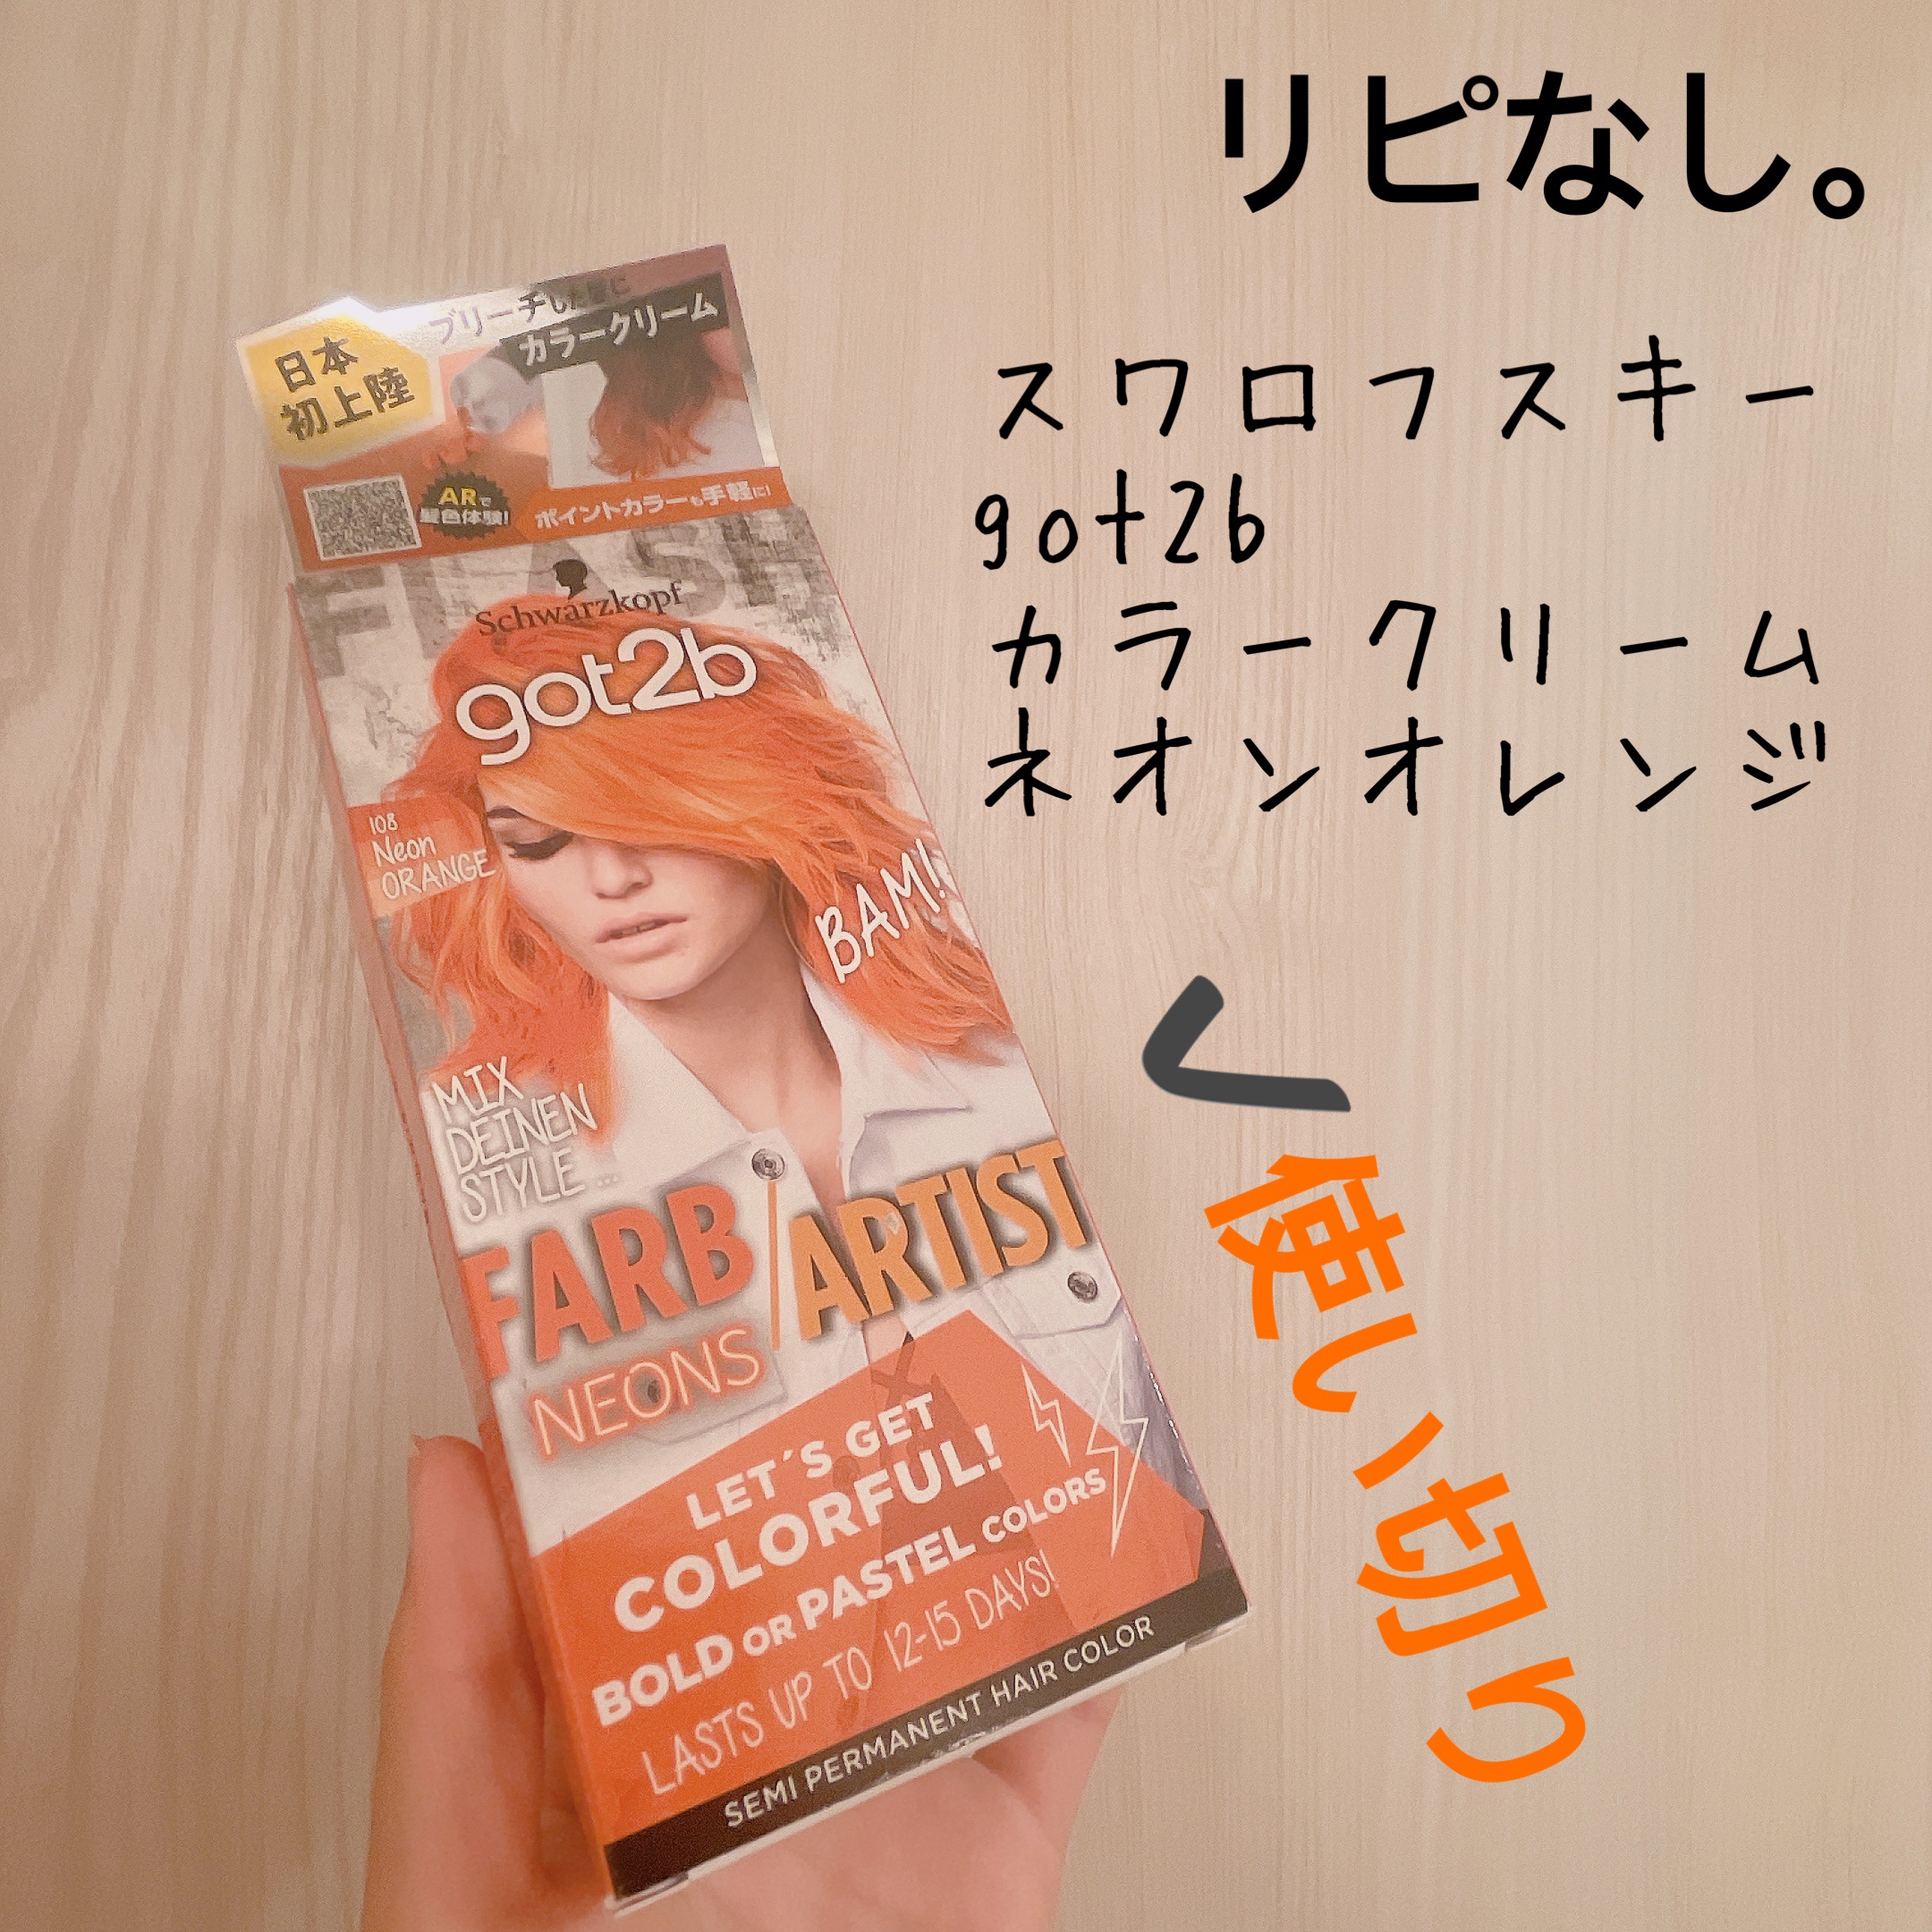 リピなし。
スワロフスキー
got2b
カラークリーム
ネオンオレンジ
使い切り
ブリーチした髪に
カラークリーム
日本
初上陸
ARで
髪色体験!
ポイントカラーも手軽に!
FLASH
Schwarzkopf
got2b
108
Neon
ORANGE
BAM!
MIX
DEINEN
STYLE...
FARB/ARTIST
NEONS
LET´S GET
COLORFUL!
BOLD OR PASTEL COLORS
LASTS UP TO 12-15 DAYS!
SEMI PERMANENT HAIR COLOR